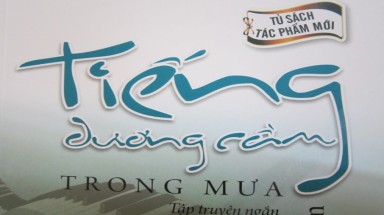 TỦ SÁCH
TÁC PHẨM MỚI
Tiếng
dương cầm
TRONG MƯA
Tập truyện ngắn